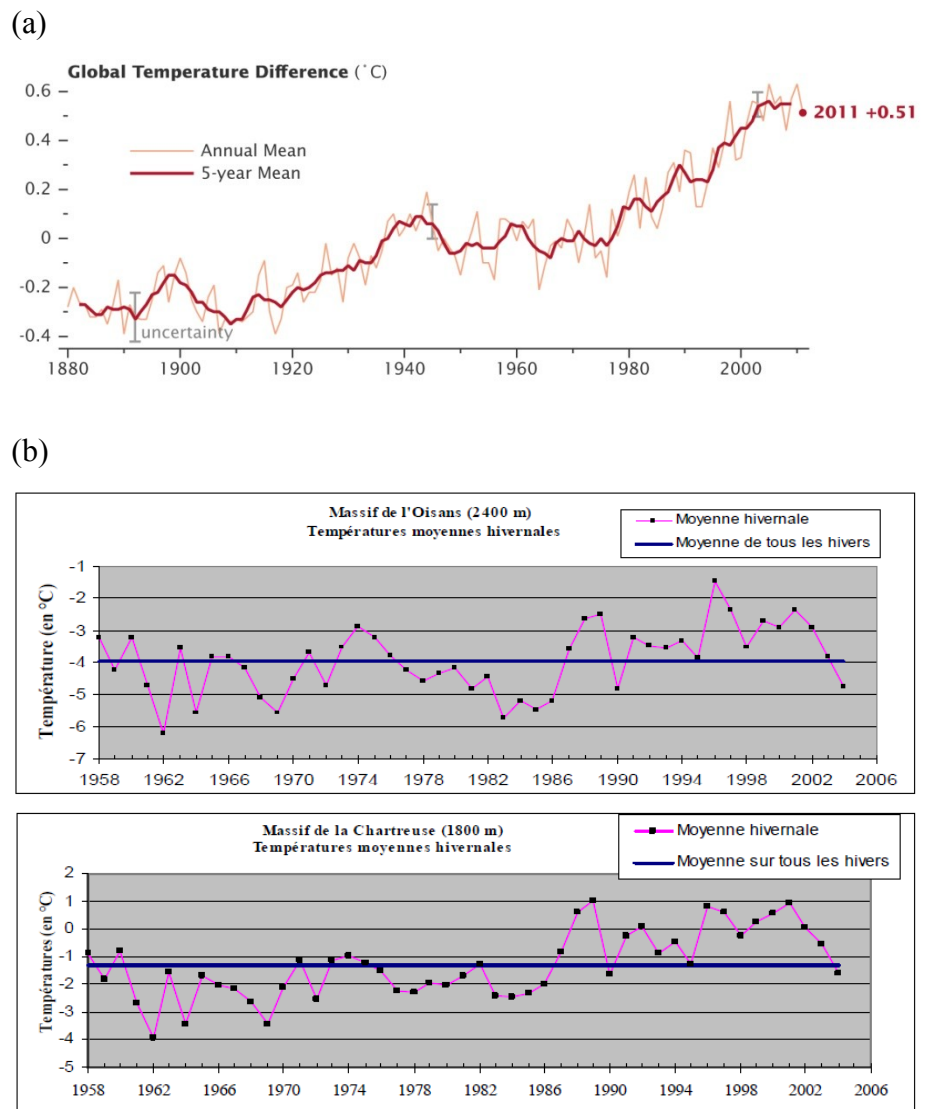 (a)
Global Temperature Difference (°C)
0.6
0.4
0.2
0
-0.2
-0.4
Annual Mean
5-year Mean
2011 +0.51
uncertainty
1880 1900 1920 1940 1960 1980 2000
(b)
Massif de l'Oisans (2400 m)
Températures moyennes hivernales
Moyenne hivernale
Moyenne de tous les hivers
Température (en °C)
-1
-2
-3
-4
-5
-6
-7
1958 1962 1966 1970 1974 1978 1982 1986 1990 1994 1998 2002 2006
Massif de la Chartreuse (1800 m)
Températures moyennes hivernales
Moyenne hivernale
Moyenne sur tous les hivers
Températures (en °C)
2
1
0
-1
-2
-3
-4
-5
1958 1962 1966 1970 1974 1978 1982 1986 1990 1994 1998 2002 2006